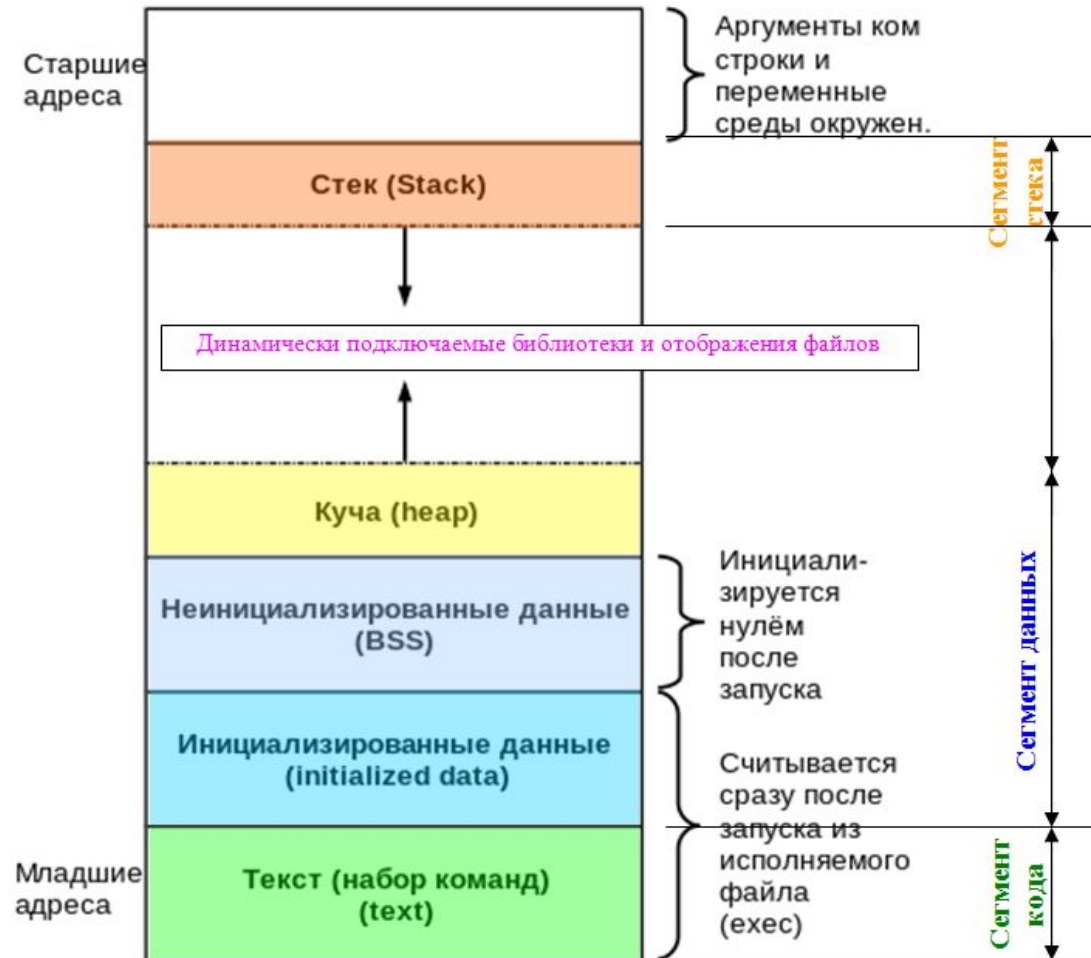 Старшие
адреса
Аргументы ком
строки и
переменные
среды окружен.
Стек (Stack)
Сегмент
стека
Динамически подключаемые библиотеки и отображения файлов
Куча (heap)
Неинициализированные данные
(BSS)
Инициали-
зируется
нулём
после
запуска
Инициализированные данные
(initialized data)
Сегмент данных
Считывается
сразу после
запуска из
исполняемого
файла
(exec)
Младшие
адреса
Текст (набор команд)
(text)
Сегмент
кода